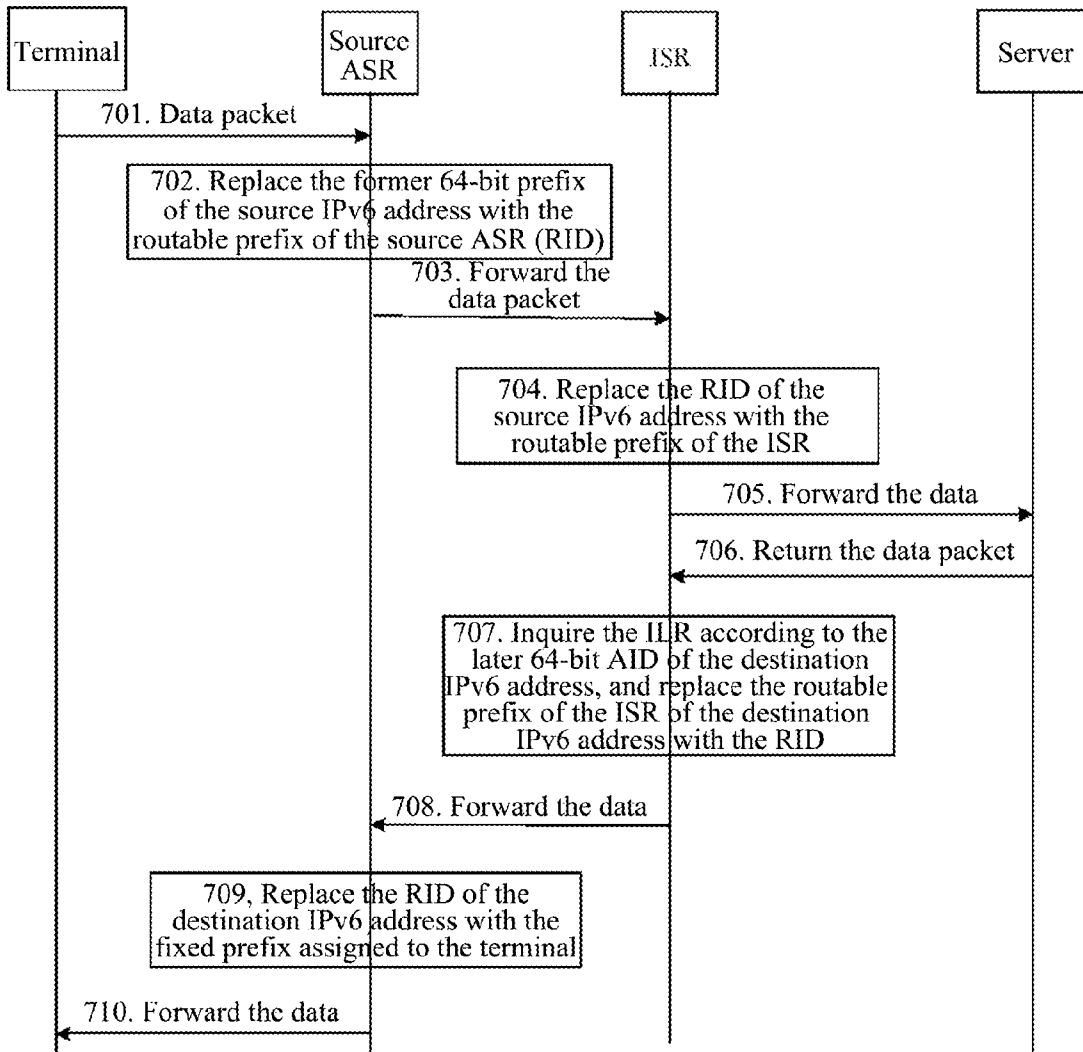 Terminal
Source
ASR
ISR
Server
701. Data packet
702. Replace the former 64-bit prefix
of the source IPv6 address with the
routable prefix of the source ASR (RID)
703. Forward the
data packet
704. Replace the RID of the
source IPv6 address with the
routable prefix of the ISR
705. Forward the data
706. Return the data packet
707. Inquire the ILR according to the
later 64-bit AID of the destination
IPv6 address, and replace the routable
prefix of the ISR of the destination
IPv6 address with the RID
708. Forward the data
709, Replace the RID of the
destination IPv6 address with the
fixed prefix assigned to the terminal
710. Forward the data